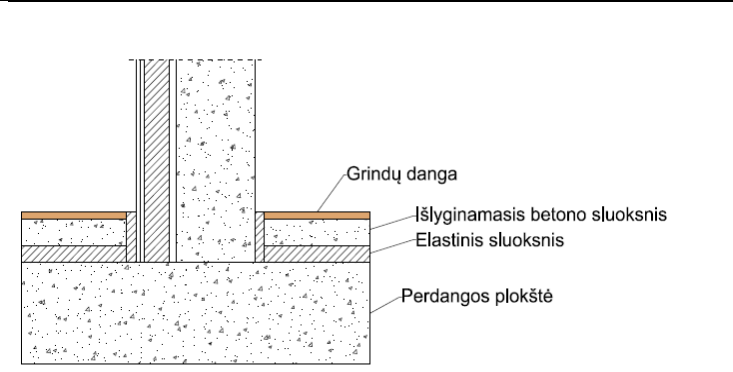 Grindų danga
Išlyginamasis betono sluoksnis
Elastinis sluoksnis
Perdangos plokštė